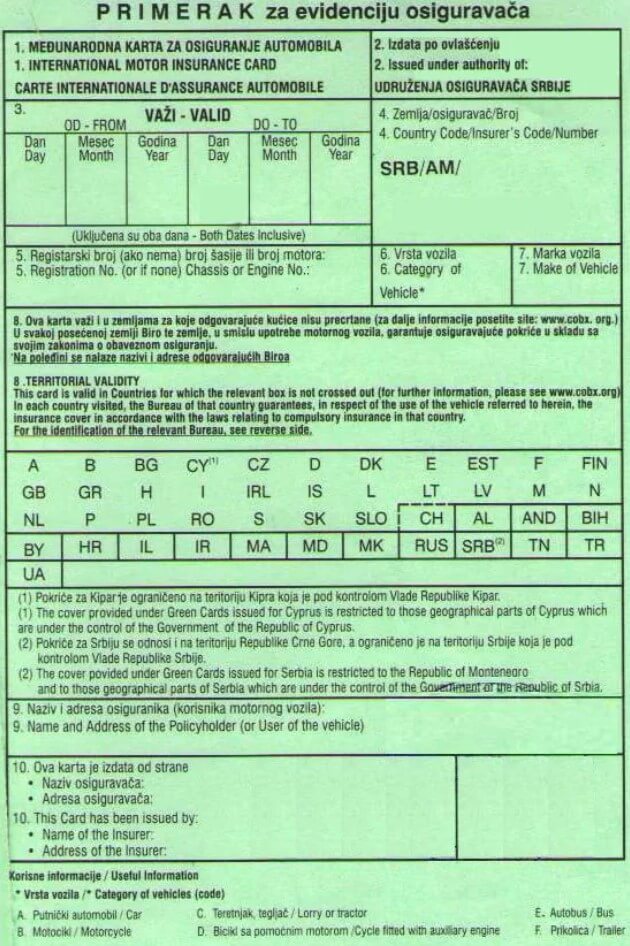 PRIMERAK za evidenciju osiguravača
1. MEĐUNARODNA KARTA ZA OSIGURANJE AUTOMOBILA
1. INTERNATIONAL MOTOR INSURANCE CARD
CARTE INTERNATIONALE D'ASSURANCE AUTOMOBILE
2. Izdata po ovlašćenju
2. Issued under authority of:
UDRUŽENJA OSIGURAVAČA SRBIJE
3. VAŽI - VALID
OD - FROM DO - TO
Dan Mesec Godina Dan Mesec Godina
Day Month Year Day Month Year
(Uključena su oba dana - Both Dates Inclusive)
4. Zemlja/osiguravač/Broj
4. Country Code/Insurer's Code/Number
SRB/AM/
5. Registarski broj (ako nema) broj šasije ili broj motora:
5. Registration No. (or if none) Chassis or Engine No.:
6. Vrsta vozila
6. Category of
Vehicle*
7. Marka vozila
7. Make of Vehicle
8. Ova karta važi i u zemljama za koje odgovarajuće kućice nisu precrtane (za dalje informacije posetite site: www.cobx. org.)
U svakoj posećenoj zemlji Biro te zemlje, u smislu upotrebe motornog vozila, garantuje osiguravajuće pokriće u skladu sa
svojim zakonima o obaveznom osiguranju.
*Na poleđini se nalaze nazivi i adrese odgovarajućih Biroa
8 .TERRITORIAL VALIDITY
This card is valid in Countries for which the relevant box is not crossed out (for further information, please see www.cobx.org)
In each country visited, the Bureau of that country guarantees, in respect of the use of the vehicle referred to herein, the
insurance cover in accordance with the laws relating to compulsory insurance in that country.
For the identification of the relevant Bureau, see reverse side.
A B BG CY(1) CZ D DK E EST F FIN
GB GR H I IRL IS L LT LV M N
NL P PL RO S SK SLO CH AL AND BIH
BY HR IL IR MA MD MK RUS SRB(2) TN TR
UA
(1) Pokriće za Kipar je ograničeno na teritoriju Kipra koja je pod kontrolom Vlade Republike Kipar.
(1) The cover provided under Green Cards issued for Cyprus is restricted to those geographical parts of Cyprus which
are under the control of the Government of the Republic of Cyprus.
(2) Pokriće za Srbiju se odnosi i na teritoriju Republike Crne Gore, a ograničeno je na teritoriju Srbije koja je pod
kontrolom Vlade Republike Srbije.
(2) The cover povided under Green Cards issued for Serbia is restricted to the Republic of Montenegro
and to those geographical parts of Serbia which are under the control of the Government of the Republic of Serbia.
9. Naziv i adresa osiguranika (korisnika motornog vozila):
9. Name and Address of the Policyholder (or User of the vehicle)
10. Ova karta je izdata od strane
• Naziv osiguravača:
• Adresa osiguravača:
10. This Card has been issued by:
• Name of the Insurer:
• Address of the Insurer:
Korisne informacije / Useful Information
* Vrsta vozila /* Category of vehicles (code)
A. Putnički automobil / Car C. Teretnjak, tegljač / Lorry or tractor E. Autobus / Bus
B. Motocikl / Motorcycle D. Bicikl sa pomoćnim motorom /Cycle fitted with auxiliary engine F. Prikolica / Trailer